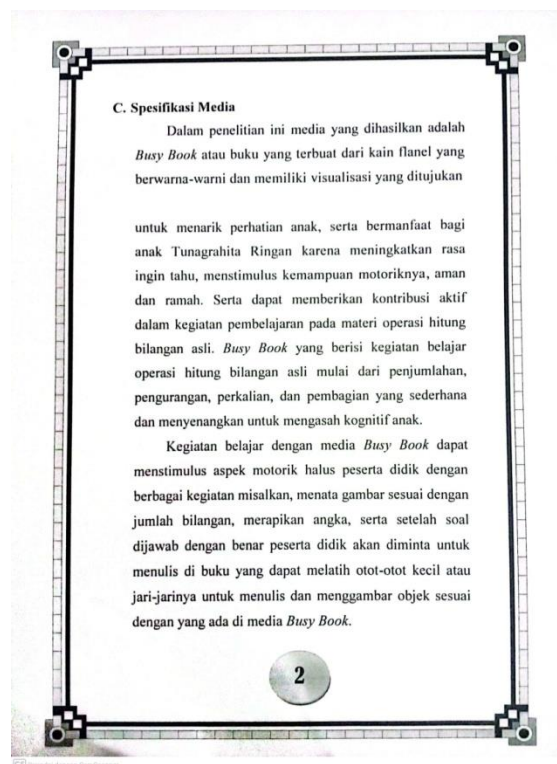 C. Spesifikasi Media
Dalam penelitian ini media yang dihasilkan adalah
Busy Book atau buku yang terbuat dari kain flanel yang
berwarna-warni dan memiliki visualisasi yang ditujukan
untuk menarik perhatian anak, serta bermanfaat bagi
anak Tunagrahita Ringan karena meningkatkan rasa
ingin tahu, menstimulus kemampuan motoriknya, aman
dan ramah. Serta dapat memberikan kontribusi aktif
dalam kegiatan pembelajaran pada materi operasi hitung
bilangan asli. Busy Book yang berisi kegiatan belajar
operasi hitung bilangan asli mulai dari penjumlahan,
pengurangan, perkalian, dan pembagian yang sederhana
dan menyenangkan untuk mengasah kognitif anak.
Kegiatan belajar dengan media Busy Book dapat
menstimulus aspek motorik halus peserta didik dengan
berbagai kegiatan misalkan, menata gambar sesuai dengan
jumlah bilangan, merapikan angka, serta setelah soal
dijawab dengan benar peserta didik akan diminta untuk
menulis di buku yang dapat melatih otot-otot kecil atau
jari-jarinya untuk menulis dan menggambar objek sesuai
dengan yang ada di media Busy Book.
2